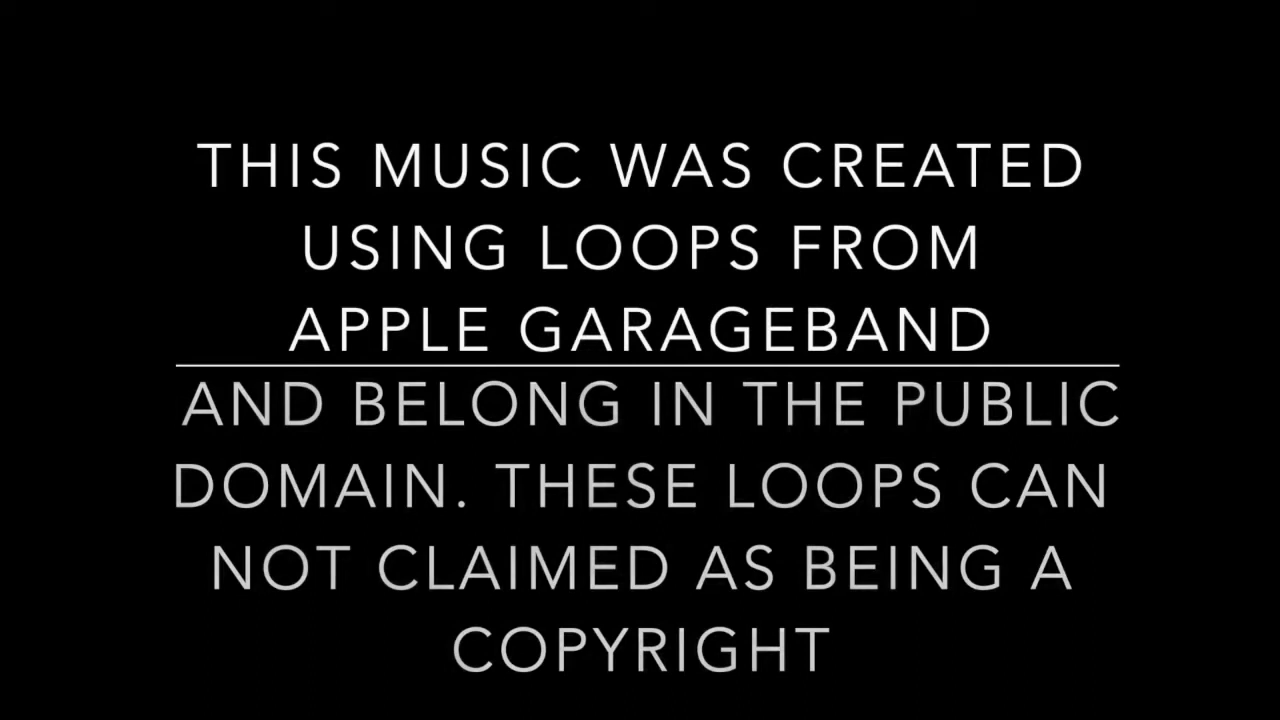 THIS MUSIC WAS CREATED
USING LOOPS FROM
APPLE GARAGEBAND
AND BELONG IN THE PUBLIC
DOMAIN. THESE LOOPS CAN
NOT CLAIMED AS BEING A
COPYRIGHT